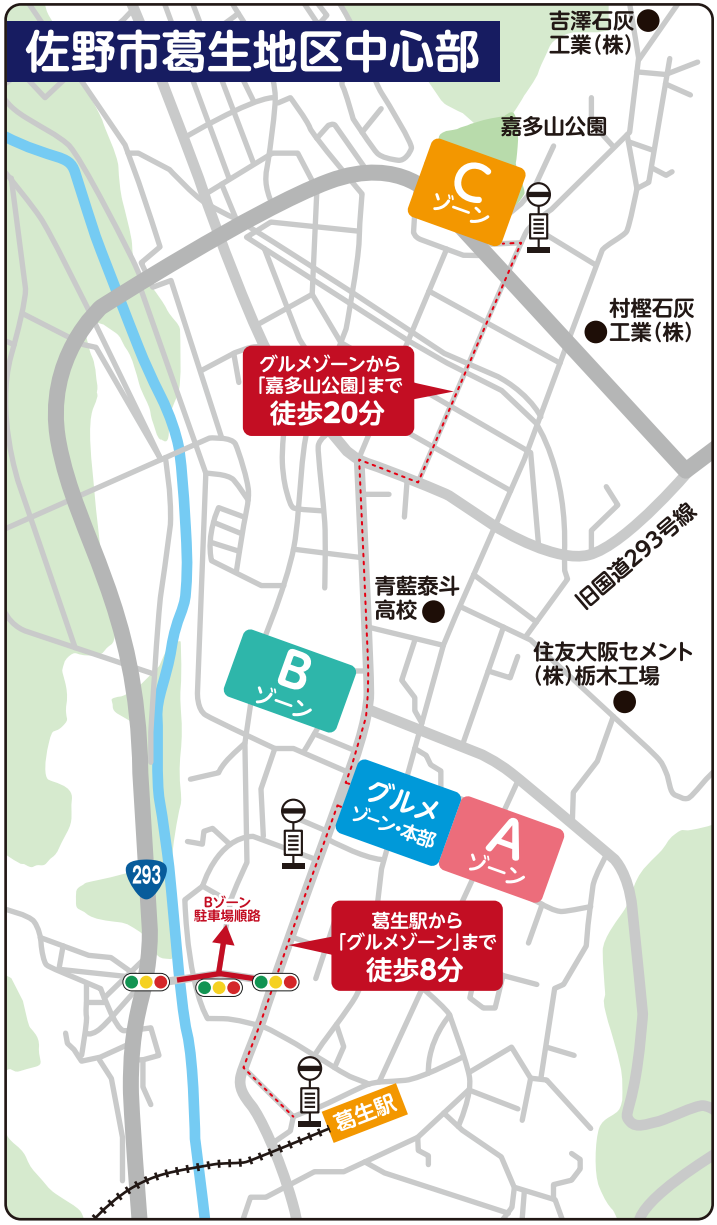 佐野市葛生地区中心部
吉澤石灰
工業(株)
嘉多山公園
C
ゾーン
村樫石灰
工業(株)
グルメゾーンから
「嘉多山公園」まで
徒歩20分
旧国道293号線
青藍泰斗
高校
住友大阪セメント
(株)栃木工場
B
ゾーン
グルメ
ゾーン・本部
A
ゾーン
293
Bゾーン
駐車場順路
葛生駅から
「グルメゾーン」まで
徒歩8分
葛生駅